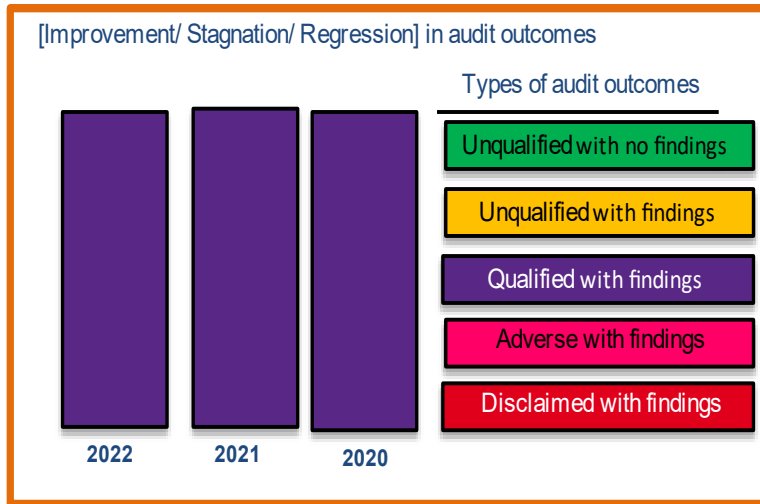 [Improvement/ Stagnation/ Regression] in audit outcomes
Types of audit outcomes
Unqualified with no findings
Unqualified with findings
Qualified with findings
Adverse with findings
Disclaimed with findings
2022
2021
2020